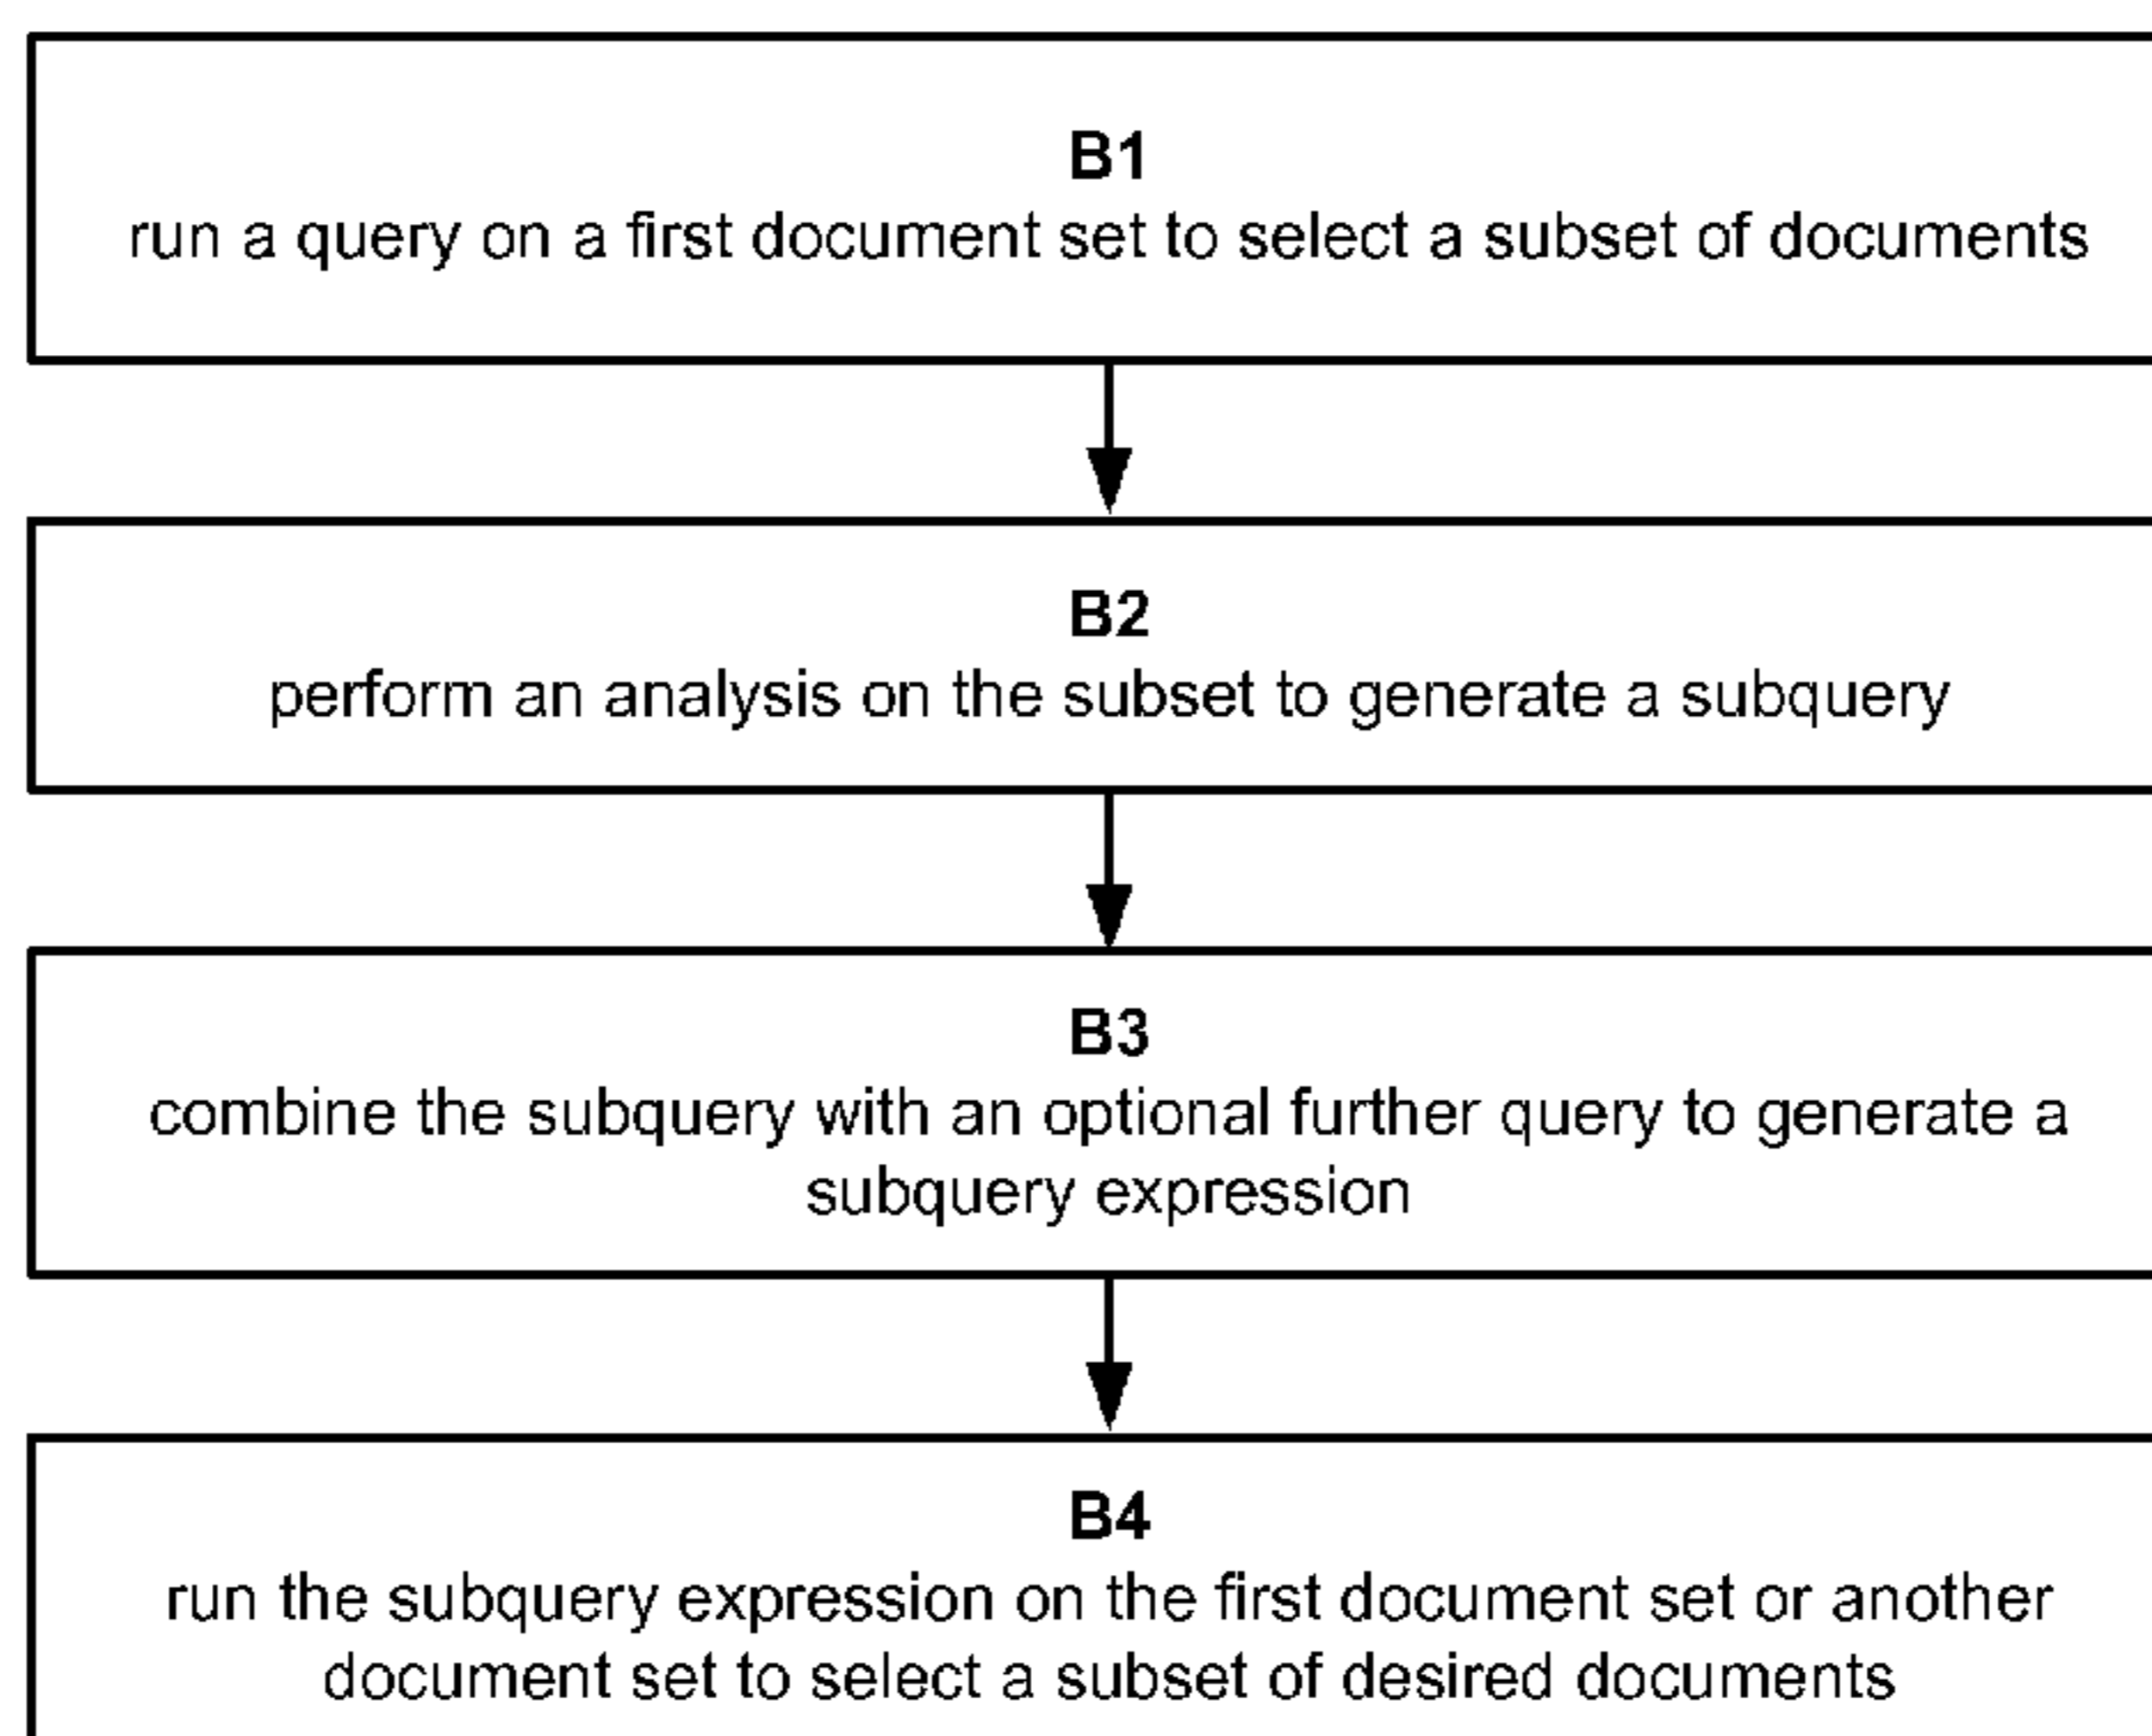 B1
run a query on a first document set to select a subset of documents
B2
perform an analysis on the subset to generate a subquery
B3
combine the subquery with an optional further query to generate a
subquery expression
B4
run the subquery expression on the first document set or another
document set to select a subset of desired documents